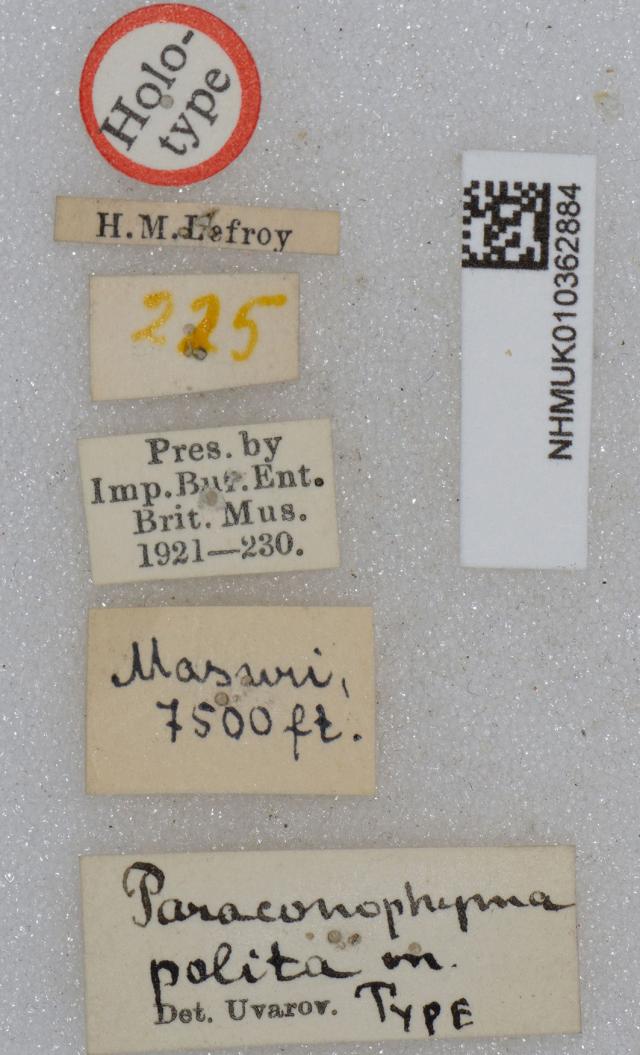 Holo-
type
H.M.Lefroy
225
Pres. by
Imp.Bur.Ent.
Brit. Mus.
1921—230.
Massuri,
7500 ft.
Paraconophyma
polita m.
Det. Uvarov. TYPE
NHMUK010362884